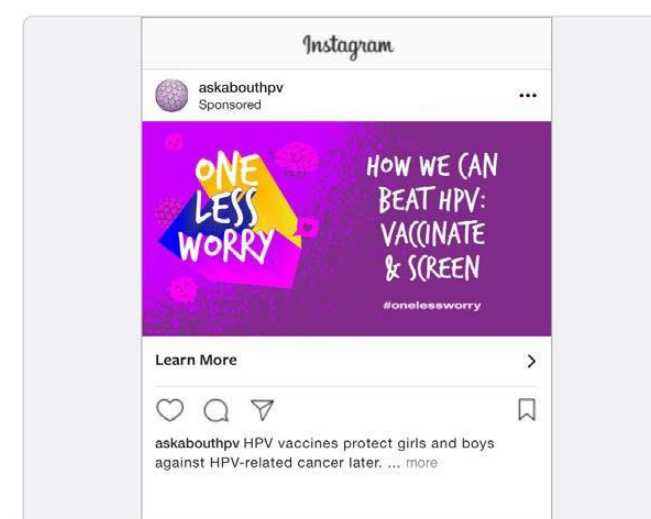 Instagram
askabouthpv
Sponsored
ONE
LESS
WORRY
HOW WE CAN
BEAT HPV:
VACCINATE
& SCREEN
#onelessworry
Learn More
askabouthpv HPV vaccines protect girls and boys
against HPV-related cancer later. ... more